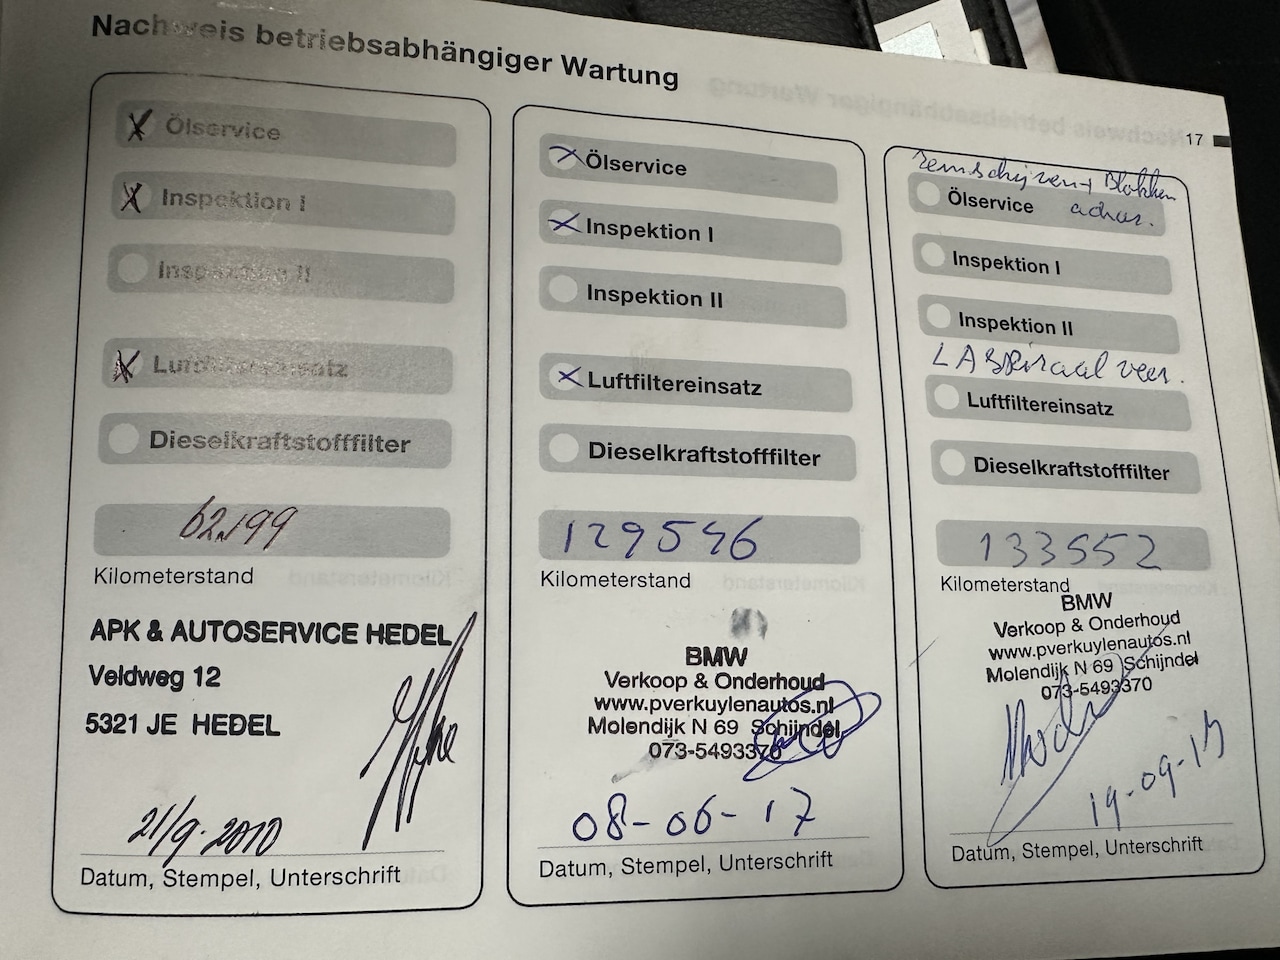 Nachweis betriebsabhängiger Wartung
17
Ölservice
Inspektion I
Inspektion II
Luftfiltereinsatz
Dieselkraftstofffilter
62.199
Kilometerstand
APK & AUTOSERVICE HEDEL
Veldweg 12
5321 JE HEDEL
21/9-2010
Datum, Stempel, Unterschrift
Ölservice
Inspektion I
Inspektion II
Luftfiltereinsatz
Dieselkraftstofffilter
129546
Kilometerstand
BMW
Verkoop & Onderhoud
www.pverkuylenautos.nl
Molendijk N 69 Schijndel
073-5493370
08-06-17
Datum, Stempel, Unterschrift
remschijven+ Blokken
Ölservice achter.
Inspektion I
Inspektion II
LA spiraal veer.
Luftfiltereinsatz
Dieselkraftstofffilter
133552
Kilometerstand
BMW
Verkoop & Onderhoud
www.pverkuylenautos.nl
Molendijk N 69 Schijndel
073-5493370
Datum, Stempel, Unterschrift